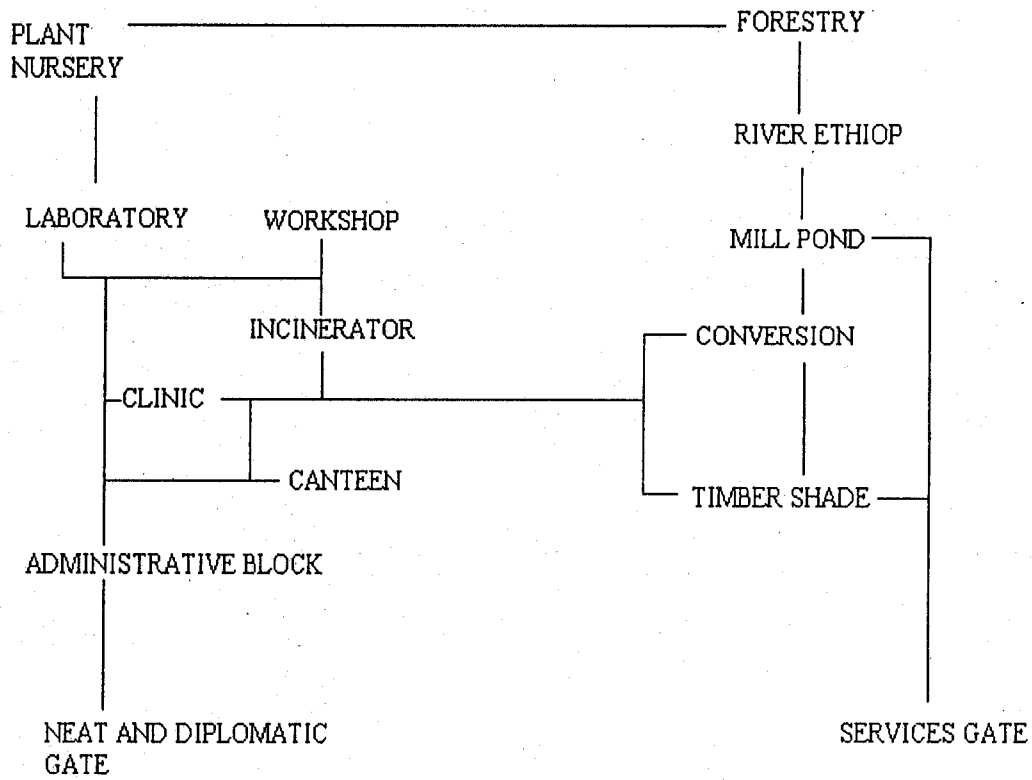 PLANT
NURSERY
FORESTRY
RIVER ETHIOP
LABORATORY
WORKSHOP
MILL POND
INCINERATOR
CONVERSION
CLINIC
CANTEEN
TIMBER SHADE
ADMINISTRATIVE BLOCK
NEAT AND DIPLOMATIC
GATE
SERVICES GATE